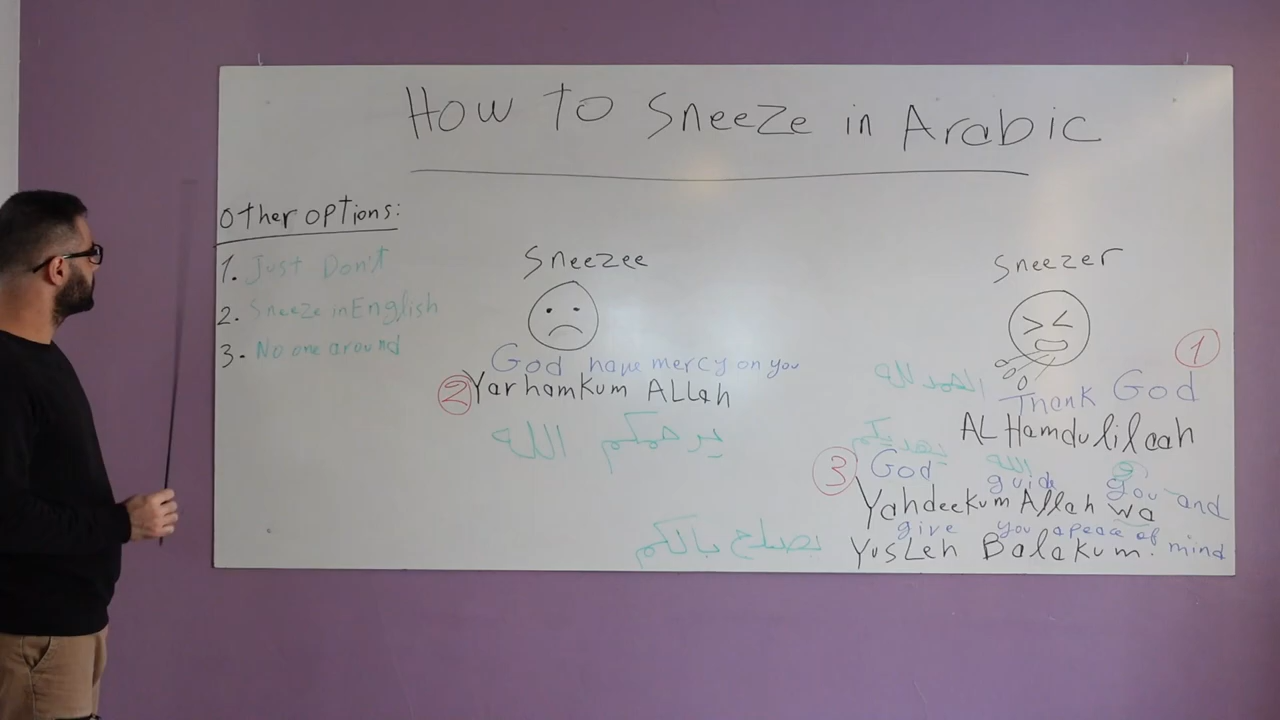 How To Sneeze in Arabic
other options:
1. Just Don't
2. Sneeze in English
3- No one around
Sneezee
God have mercy on you
2 Yarhamkum ALLah
يرحمكم الله
Sneezer
1
الحمد لله
Thank God
AL Hamdulilaah
يهديكم الله و
3 God guide you and
Yahdeekum Allah wa
give you a peace of mind
YusLeh Balakum.
يصلح بالكم